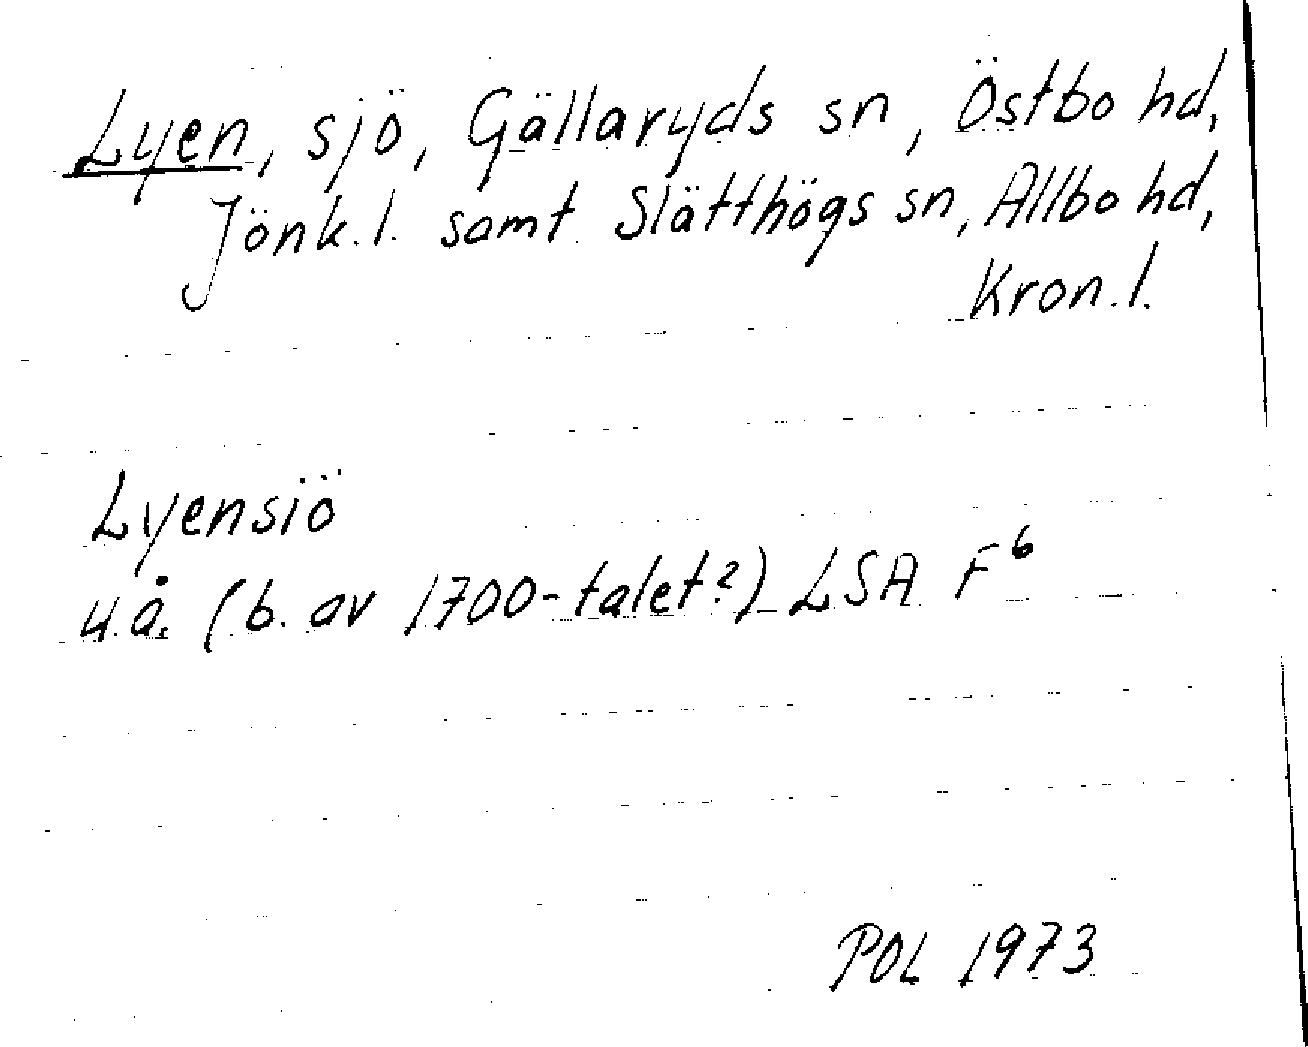 Lyen, sjö, Gällaryds sn, Östbo hd,
Jönk.l. samt Slätthögs sn, Allbo hd,
Kron.l.
Lyensiö
u.å. (b. av 1700-talet?) LSA F⁶
POL 1973